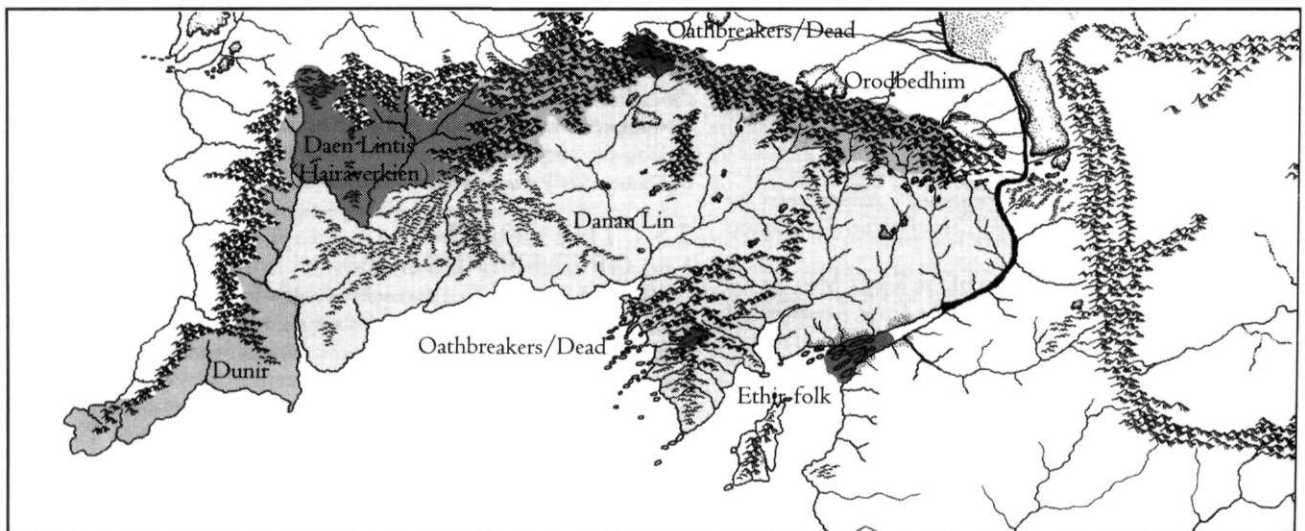 Oathbreakers/Dead
Orodbedhim
Daen Lintis
(Hairaverkien)
Danan Lin
Oathbreakers/Dead
Dunir
Ethir-folk